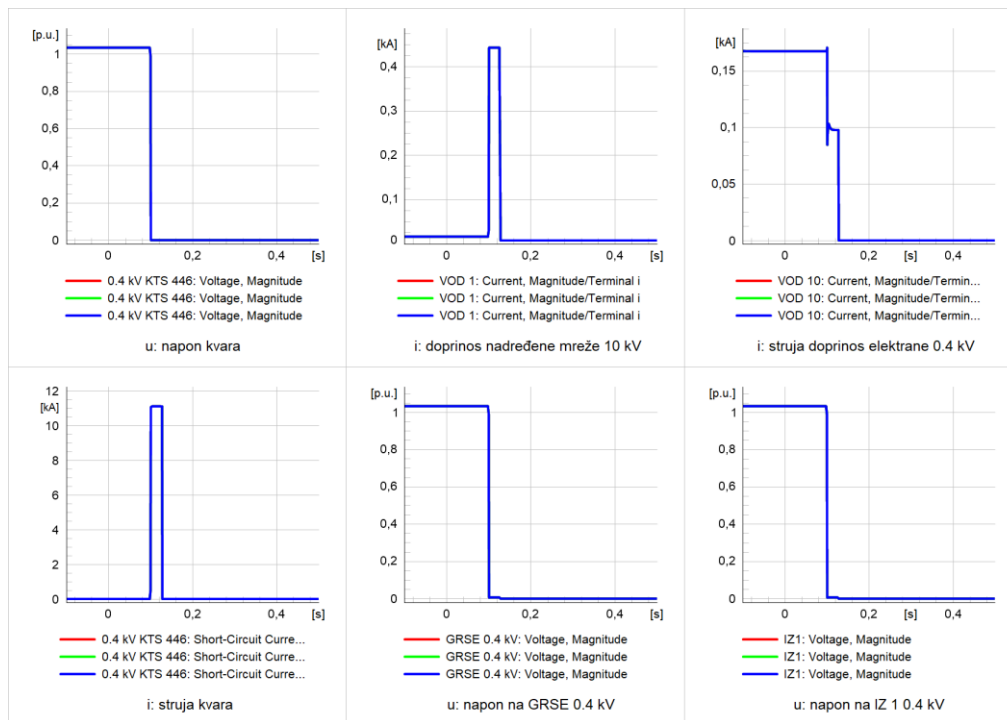 [p.u.]
1
0,8
0,6
0,4
0,2
0
0 0,2 0,4 [s]
0.4 kV KTS 446: Voltage, Magnitude
0.4 kV KTS 446: Voltage, Magnitude
0.4 kV KTS 446: Voltage, Magnitude
u: napon kvara
[kA]
0,4
0,3
0,2
0,1
0
0 0,2 0,4 [s]
VOD 1: Current, Magnitude/Terminal i
VOD 1: Current, Magnitude/Terminal i
VOD 1: Current, Magnitude/Terminal i
i: doprinos nadređene mreže 10 kV
[kA]
0,15
0,1
0,05
0
0 0,2 0,4 [s]
VOD 10: Current, Magnitude/Termin...
VOD 10: Current, Magnitude/Termin...
VOD 10: Current, Magnitude/Termin...
i: struja doprinos elektrane 0.4 kV
12
[kA]
10
8
6
4
2
0
0 0,2 0,4 [s]
0.4 kV KTS 446: Short-Circuit Curre...
0.4 kV KTS 446: Short-Circuit Curre...
0.4 kV KTS 446: Short-Circuit Curre...
i: struja kvara
[p.u.]
1
0,8
0,6
0,4
0,2
0
0 0,2 0,4 [s]
GRSE 0.4 kV: Voltage, Magnitude
GRSE 0.4 kV: Voltage, Magnitude
GRSE 0.4 kV: Voltage, Magnitude
u: napon na GRSE 0.4 kV
[p.u.]
1
0,8
0,6
0,4
0,2
0
0 0,2 0,4 [s]
IZ1: Voltage, Magnitude
IZ1: Voltage, Magnitude
IZ1: Voltage, Magnitude
u: napon na IZ 1 0.4 kV